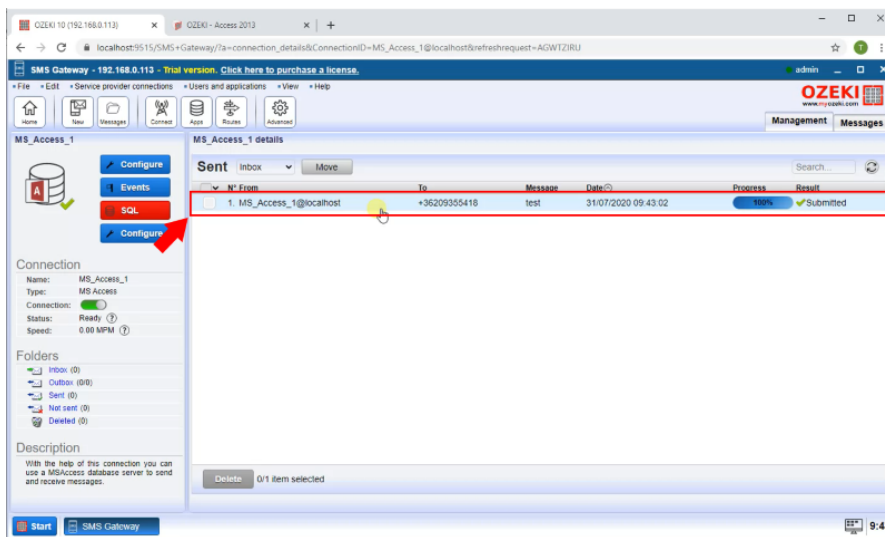 OZEKI 10 (192.168.0.113) × OZEKI - Access 2013 × +
localhost:9515/SMS+Gateway/?a=connection_details&ConnectionID=MS_Access_1@localhost&refreshrequest=AGWTZIRU
T
SMS Gateway - 192.168.0.113 - Trial version. Click here to purchase a license. admin
File Edit Service provider connections Users and applications View Help
OZEKI
www.myozeki.com
Home New Messages Connect Apps Routes Advanced
Management Messages
MS_Access_1
MS_Access_1 details
Configure
Events
SQL
Configure
Sent Inbox Move Search...
N° From To Message Date Progress Result
1. MS_Access_1@localhost +36209355418 test 31/07/2020 09:43:02 100% Submitted
A
Connection
Name: MS_Access_1
Type: MS Access
Connection:
Status: Ready ?
Speed: 0.00 MPM ?
Folders
Inbox (0)
Outbox (0/0)
Sent (0)
Not sent (0)
Deleted (0)
Description
With the help of this connection you can
use a MSAccess database server to send
and receive messages.
Delete 0/1 item selected
Start SMS Gateway 9:4